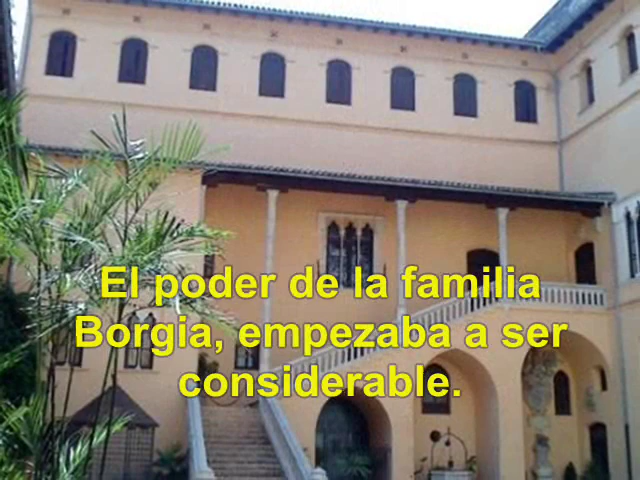 El poder de la familia
Borgia, empezaba a ser
considerable.